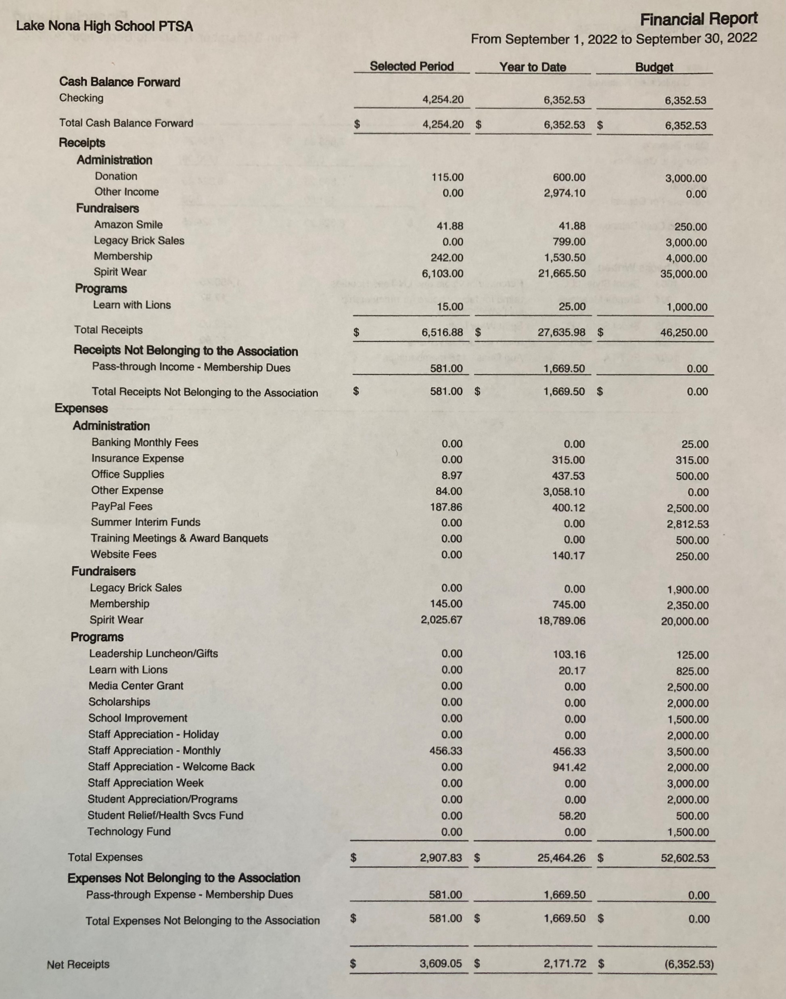 Financial Report
Lake Nona High School PTSA
From September 1, 2022 to September 30, 2022
Selected Period Year to Date Budget
Cash Balance Forward
Checking 4,254.20 6,352.53 6,352.53
Total Cash Balance Forward $ 4,254.20 $ 6,352.53 $ 6,352.53
Receipts
Administration
Donation 115.00 600.00 3,000.00
Other Income 0.00 2,974.10 0.00
Fundraisers
Amazon Smile 41.88 41.88 250.00
Legacy Brick Sales 0.00 799.00 3,000.00
Membership 242.00 1,530.50 4,000.00
Spirit Wear 6,103.00 21,665.50 35,000.00
Programs
Learn with Lions 15.00 25.00 1,000.00
Total Receipts $ 6,516.88 $ 27,635.98 $ 46,250.00
Receipts Not Belonging to the Association
Pass-through Income - Membership Dues 581.00 1,669.50 0.00
Total Receipts Not Belonging to the Association $ 581.00 $ 1,669.50 $ 0.00
Expenses
Administration
Banking Monthly Fees 0.00 0.00 25.00
Insurance Expense 0.00 315.00 315.00
Office Supplies 8.97 437.53 500.00
Other Expense 84.00 3,058.10 0.00
PayPal Fees 187.86 400.12 2,500.00
Summer Interim Funds 0.00 0.00 2,812.53
Training Meetings & Award Banquets 0.00 0.00 500.00
Website Fees 0.00 140.17 250.00
Fundraisers
Legacy Brick Sales 0.00 0.00 1,900.00
Membership 145.00 745.00 2,350.00
Spirit Wear 2,025.67 18,789.06 20,000.00
Programs
Leadership Luncheon/Gifts 0.00 103.16 125.00
Learn with Lions 0.00 20.17 825.00
Media Center Grant 0.00 0.00 2,500.00
Scholarships 0.00 0.00 2,000.00
School Improvement 0.00 0.00 1,500.00
Staff Appreciation - Holiday 0.00 0.00 2,000.00
Staff Appreciation - Monthly 456.33 456.33 3,500.00
Staff Appreciation - Welcome Back 0.00 941.42 2,000.00
Staff Appreciation Week 0.00 0.00 3,000.00
Student Appreciation/Programs 0.00 0.00 2,000.00
Student Relief/Health Svcs Fund 0.00 58.20 500.00
Technology Fund 0.00 0.00 1,500.00
Total Expenses $ 2,907.83 $ 25,464.26 $ 52,602.53
Expenses Not Belonging to the Association
Pass-through Expense - Membership Dues 581.00 1,669.50 0.00
Total Expenses Not Belonging to the Association $ 581.00 $ 1,669.50 $ 0.00
Net Receipts $ 3,609.05 $ 2,171.72 $ (6,352.53)